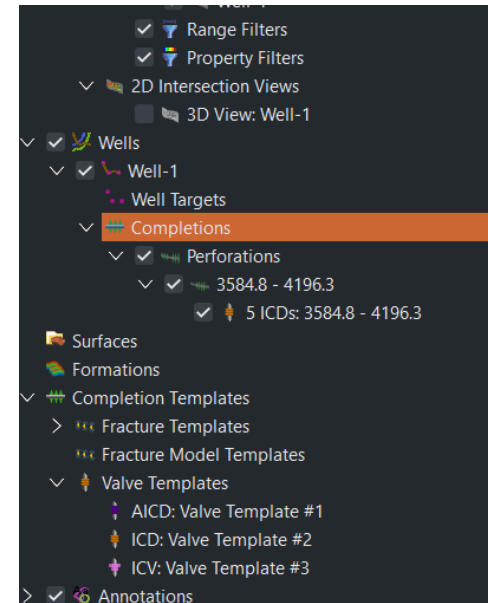 Well-1
Range Filters
Property Filters
2D Intersection Views
3D View: Well-1
Wells
Well-1
Well Targets
Completions
Perforations
3584.8 - 4196.3
5 ICDs: 3584.8 - 4196.3
Surfaces
Formations
Completion Templates
Fracture Templates
Fracture Model Templates
Valve Templates
AICD: Valve Template #1
ICD: Valve Template #2
ICV: Valve Template #3
Annotations